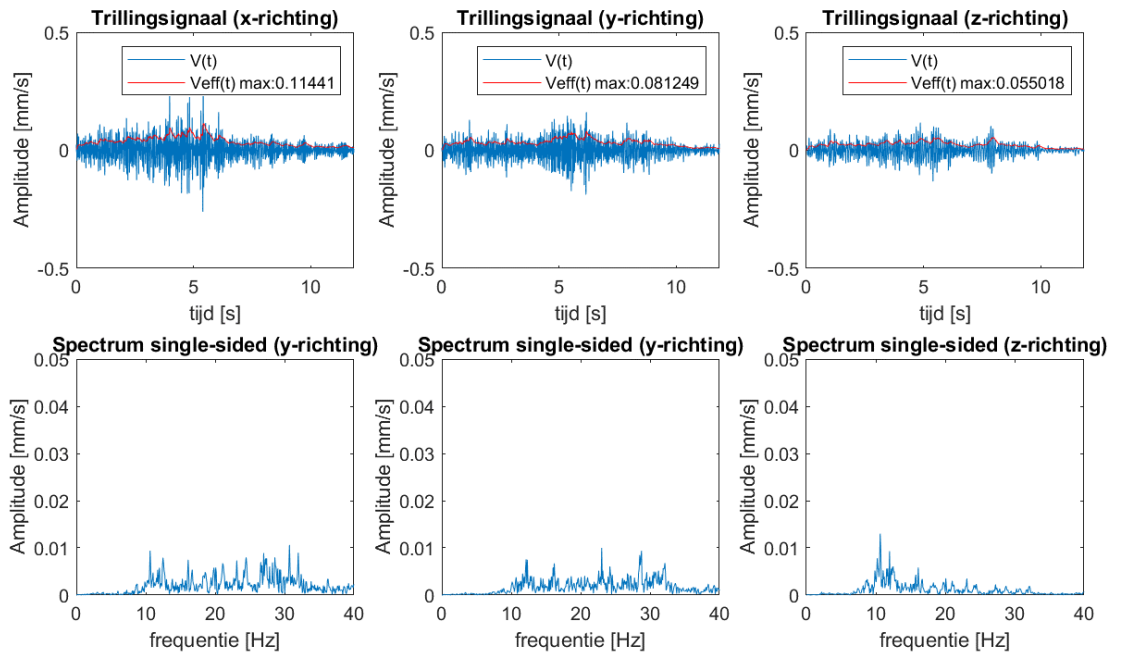 Trillingsignaal (x-richting)
0.5
0
-0.5
Amplitude [mm/s]
V(t)
Veff(t) max:0.11441
0 5 10
tijd [s]
Trillingsignaal (y-richting)
0.5
0
-0.5
Amplitude [mm/s]
V(t)
Veff(t) max:0.081249
0 5 10
tijd [s]
Trillingsignaal (z-richting)
0.5
0
-0.5
Amplitude [mm/s]
V(t)
Veff(t) max:0.055018
0 5 10
tijd [s]
Spectrum single-sided (y-richting)
0.05
0.04
0.03
0.02
0.01
0
Amplitude [mm/s]
0 10 20 30 40
frequentie [Hz]
Spectrum single-sided (y-richting)
0.05
0.04
0.03
0.02
0.01
0
Amplitude [mm/s]
0 10 20 30 40
frequentie [Hz]
Spectrum single-sided (z-richting)
0.05
0.04
0.03
0.02
0.01
0
Amplitude [mm/s]
0 10 20 30 40
frequentie [Hz]